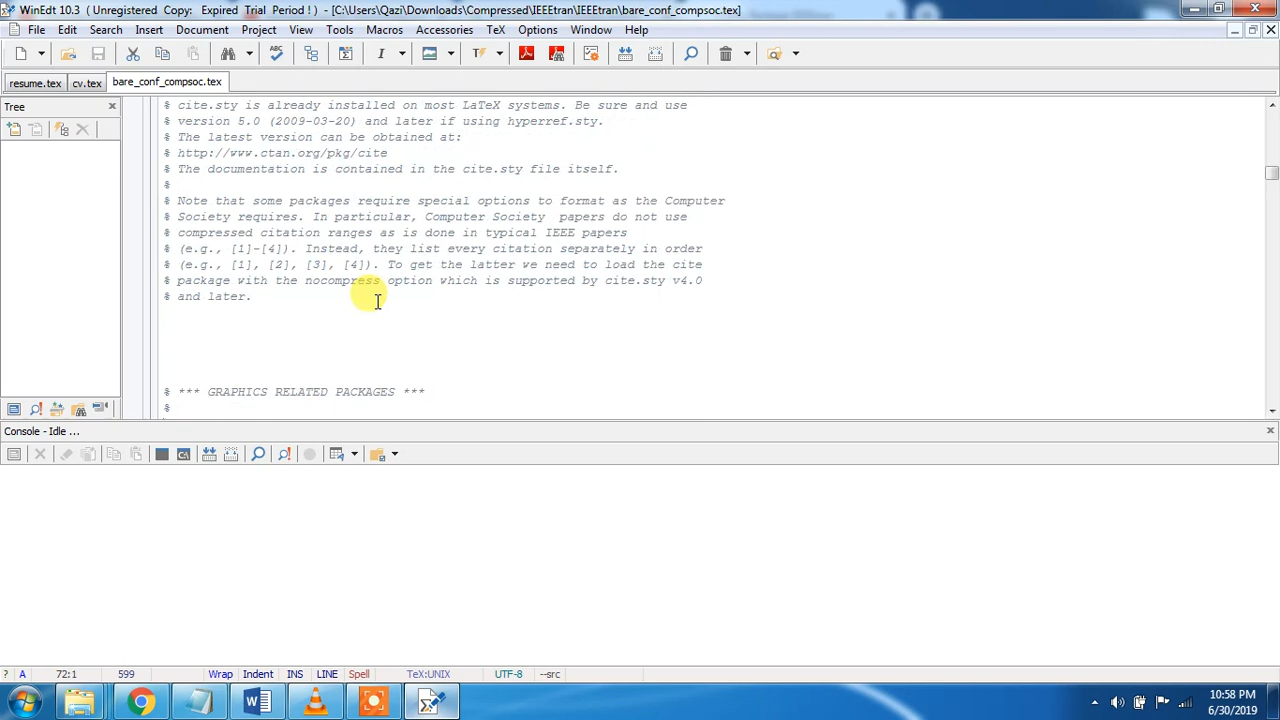 WinEdt 10.3 ( Unregistered Copy: Expired Trial Period ! ) - [C:\Users\Qazi\Downloads\Compressed\IEEEtran\IEEEtran\bare_conf_compsoc.tex]
File Edit Search Insert Document Project View Tools Macros Accessories TeX Options Window Help
resume.tex cv.tex bare_conf_compsoc.tex
Tree
% cite.sty is already installed on most LaTeX systems. Be sure and use
% version 5.0 (2009-03-20) and later if using hyperref.sty.
% The latest version can be obtained at:
% http://www.ctan.org/pkg/cite
% The documentation is contained in the cite.sty file itself.
%
% Note that some packages require special options to format as the Computer
% Society requires. In particular, Computer Society  papers do not use
% compressed citation ranges as is done in typical IEEE papers
% (e.g., [1]-[4]). Instead, they list every citation separately in order
% (e.g., [1], [2], [3], [4]). To get the latter we need to load the cite
% package with the nocompress option which is supported by cite.sty v4.0
% and later.
% *** GRAPHICS RELATED PACKAGES ***
%
Console - Idle ...
? A 72:1 599 Wrap Indent INS LINE Spell TeX:UNIX UTF-8 --src
10:58 PM
6/30/2019